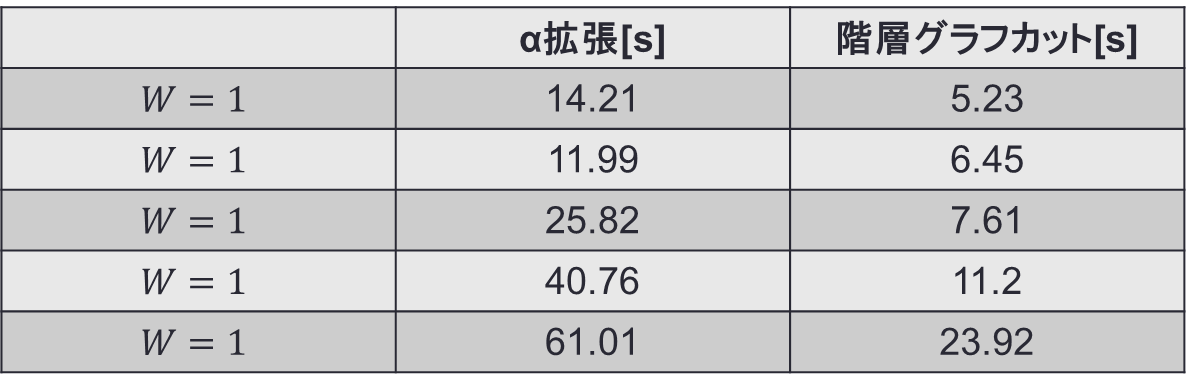 α拡張[s] 階層グラフカット[s]
W = 1 14.21 5.23
W = 1 11.99 6.45
W = 1 25.82 7.61
W = 1 40.76 11.2
W = 1 61.01 23.92